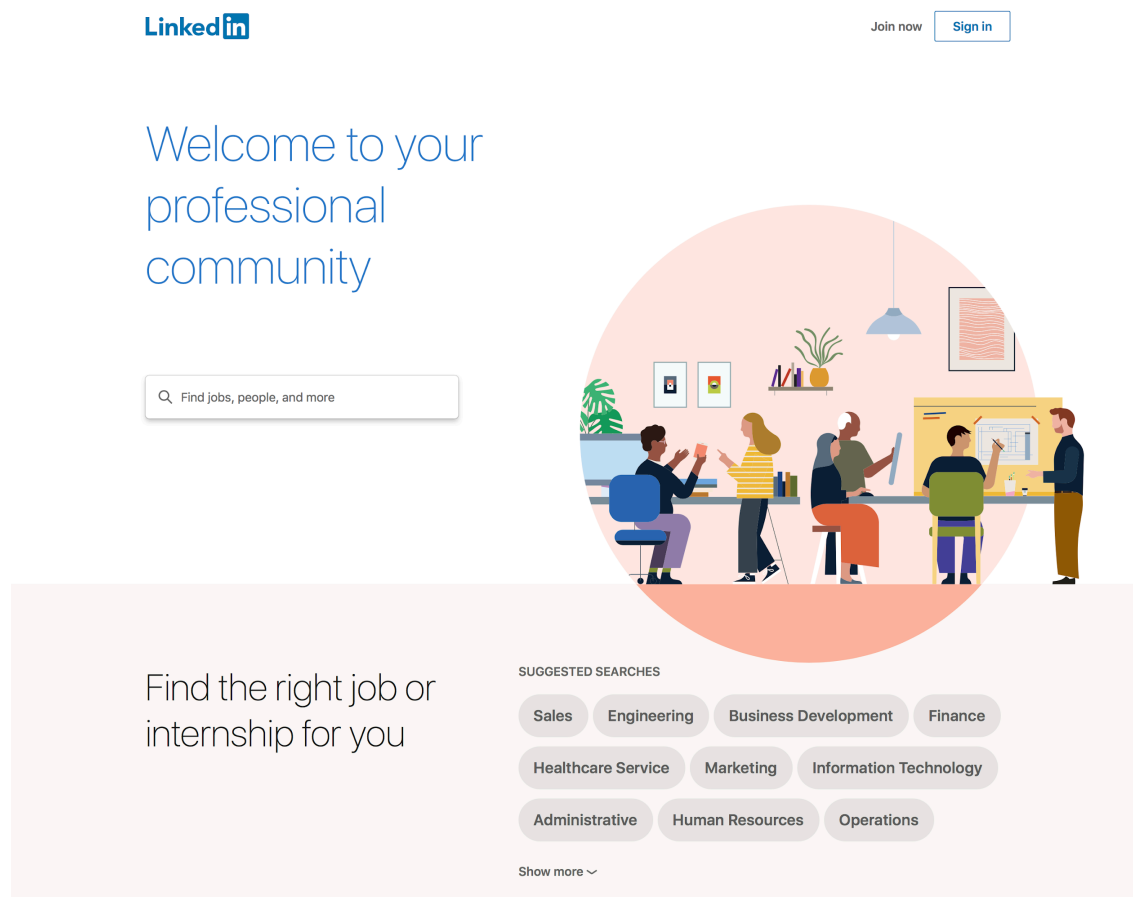 Linked in
Join now
Sign in
Welcome to your
professional
community
Find jobs, people, and more
Find the right job or
internship for you
SUGGESTED SEARCHES
Sales
Engineering
Business Development
Finance
Healthcare Service
Marketing
Information Technology
Administrative
Human Resources
Operations
Show more